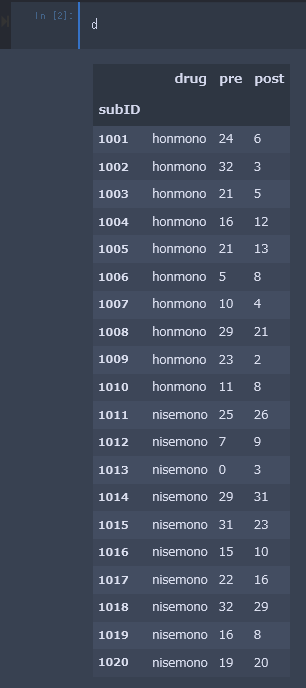 In [2]:
d
drug pre post
subID
1001 honmono 24 6
1002 honmono 32 3
1003 honmono 21 5
1004 honmono 16 12
1005 honmono 21 13
1006 honmono 5 8
1007 honmono 10 4
1008 honmono 29 21
1009 honmono 23 2
1010 honmono 11 8
1011 nisemono 25 26
1012 nisemono 7 9
1013 nisemono 0 3
1014 nisemono 29 31
1015 nisemono 31 23
1016 nisemono 15 10
1017 nisemono 22 16
1018 nisemono 32 29
1019 nisemono 16 8
1020 nisemono 19 20